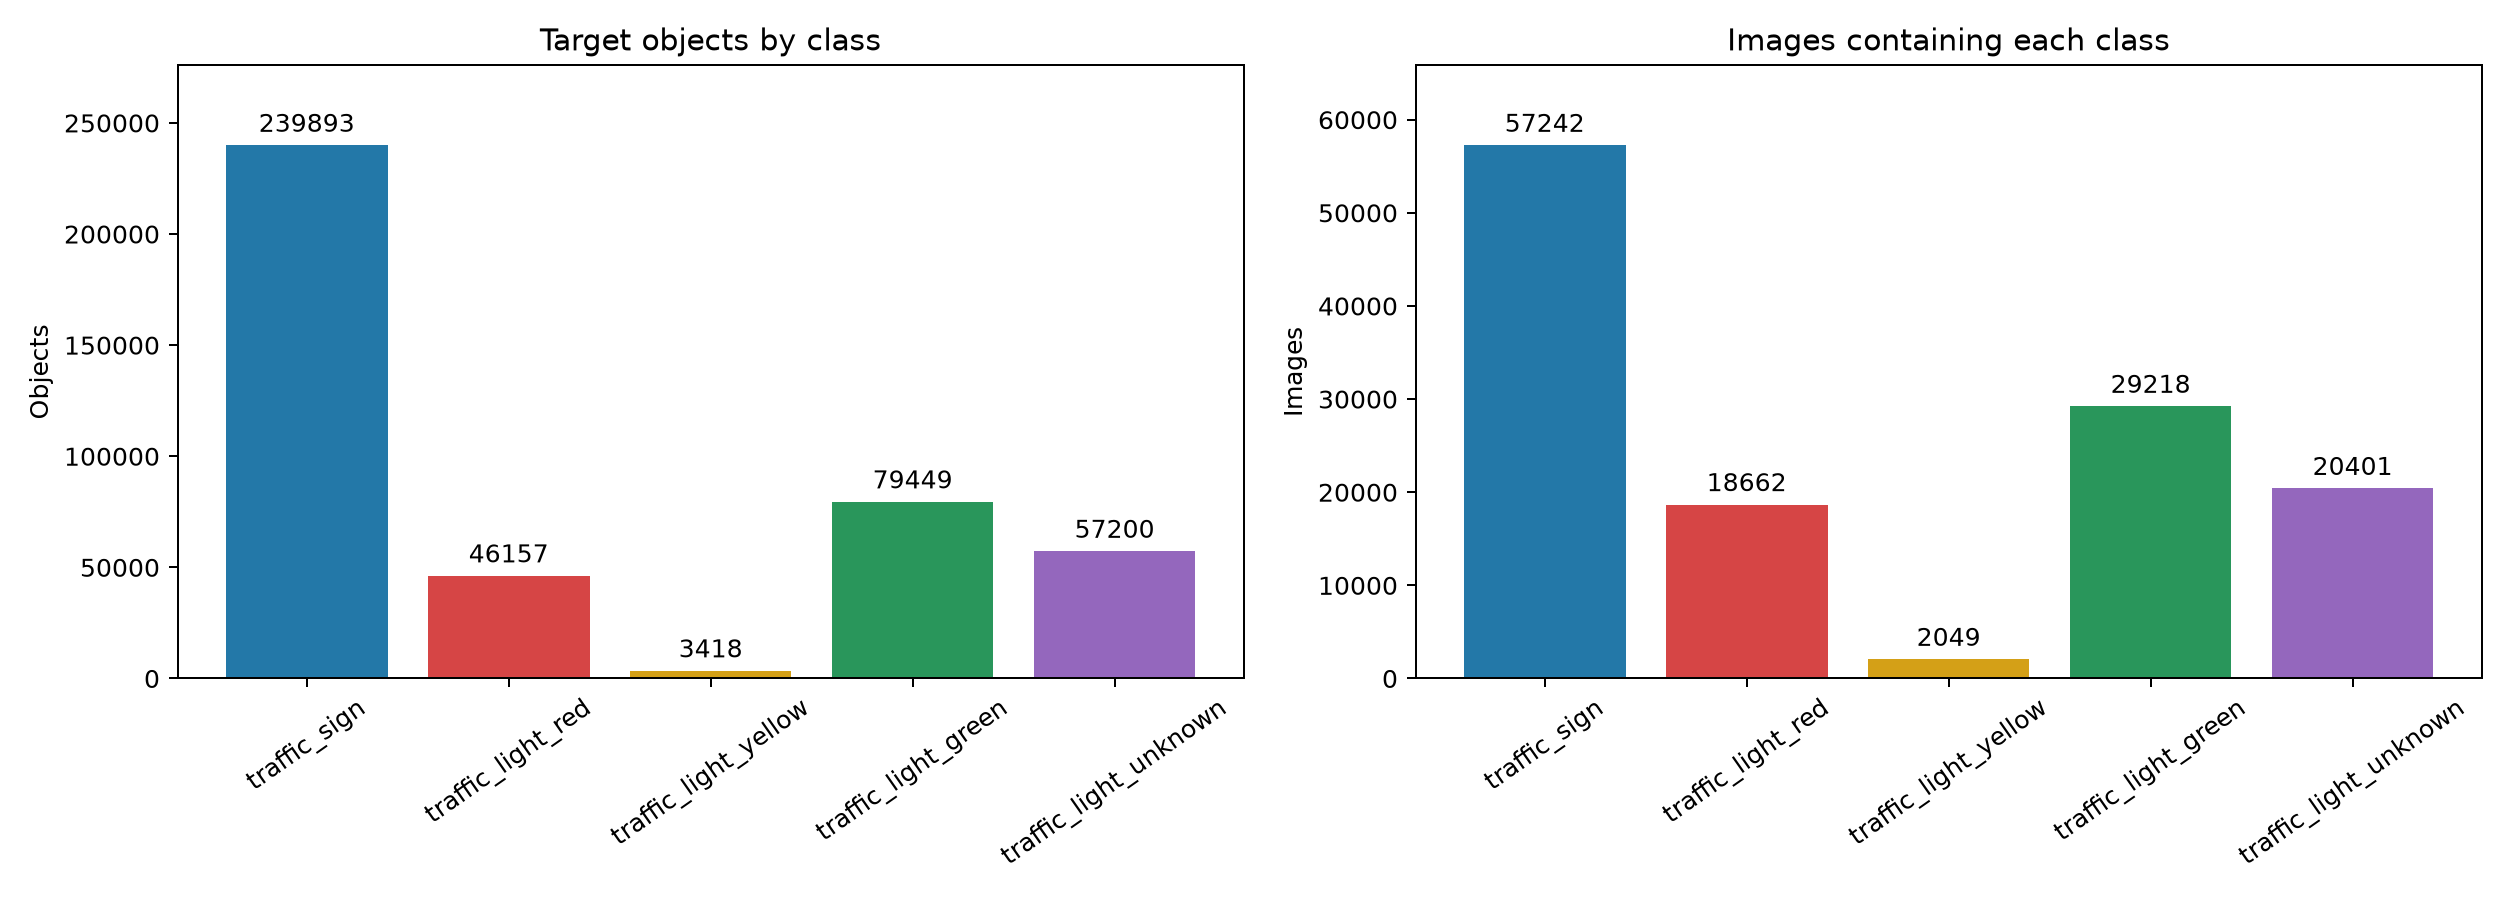 Target objects by class
Objects
250000
200000
150000
100000
50000
0
239893
46157
3418
79449
57200
traffic_sign
traffic_light_red
traffic_light_yellow
traffic_light_green
traffic_light_unknown
Images containing each class
Images
60000
50000
40000
30000
20000
10000
0
57242
18662
2049
29218
20401
traffic_sign
traffic_light_red
traffic_light_yellow
traffic_light_green
traffic_light_unknown